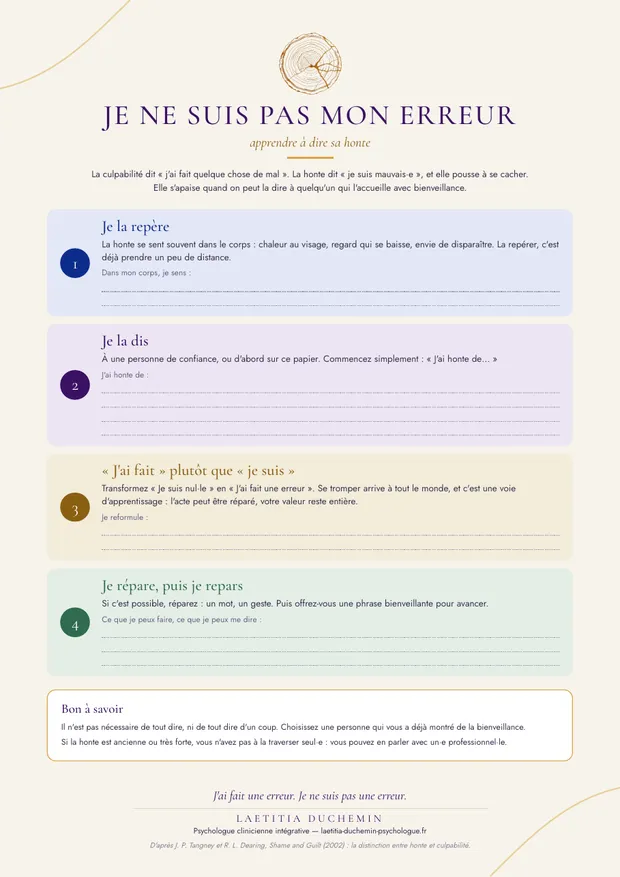 JE NE SUIS PAS MON ERREUR
apprendre à dire sa honte
La culpabilité dit « j'ai fait quelque chose de mal ». La honte dit « je suis mauvais·e », et elle pousse à se cacher.
Elle s'apaise quand on peut la dire à quelqu'un qui l'accueille avec bienveillance.
1
Je la repère
La honte se sent souvent dans le corps : chaleur au visage, regard qui se baisse, envie de disparaître. La repérer, c'est
déjà prendre un peu de distance.
Dans mon corps, je sens :
2
Je la dis
À une personne de confiance, ou d'abord sur ce papier. Commencez simplement : « J'ai honte de... »
J'ai honte de :
3
« J'ai fait » plutôt que « je suis »
Transformez « Je suis nul·le » en « J'ai fait une erreur ». Se tromper arrive à tout le monde, et c'est une voie
d'apprentissage : l'acte peut être réparé, votre valeur reste entière.
Je reformule :
4
Je répare, puis je repars
Si c'est possible, réparez : un mot, un geste. Puis offrez-vous une phrase bienveillante pour avancer.
Ce que je peux faire, ce que je peux me dire :
Bon à savoir
Il n'est pas nécessaire de tout dire, ni de tout dire d'un coup. Choisissez une personne qui vous a déjà montré de la bienveillance.
Si la honte est ancienne ou très forte, vous n'avez pas à la traverser seul·e : vous pouvez en parler avec un·e professionnel·le.
J'ai fait une erreur. Je ne suis pas une erreur.
LAETITIA DUCHEMIN
Psychologue clinicienne intégrative — laetitia-duchemin-psychologue.fr
D'après J. P. Tangney et R. L. Dearing, Shame and Guilt (2002) : la distinction entre honte et culpabilité.